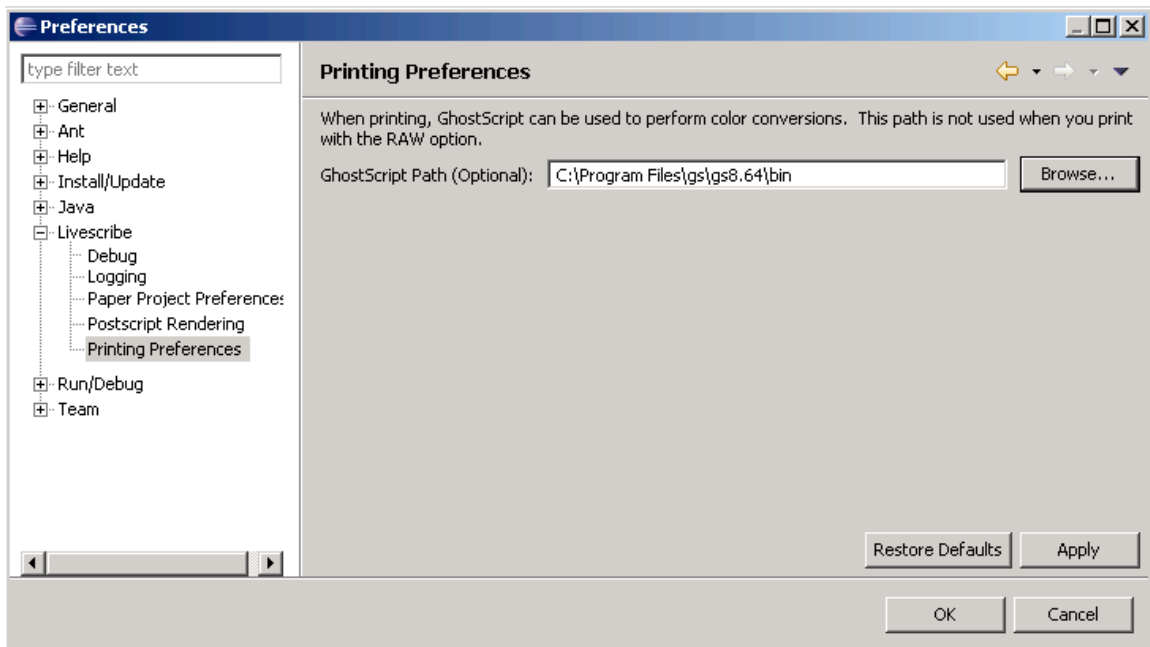 Preferences
type filter text
General
Ant
Help
Install/Update
Java
Livescribe
Debug
Logging
Paper Project Preferences
Postscript Rendering
Printing Preferences
Run/Debug
Team
Printing Preferences
When printing, GhostScript can be used to perform color conversions. This path is not used when you print
with the RAW option.
GhostScript Path (Optional): C:\Program Files\gs\gs8.64\bin Browse...
Restore Defaults Apply
OK Cancel